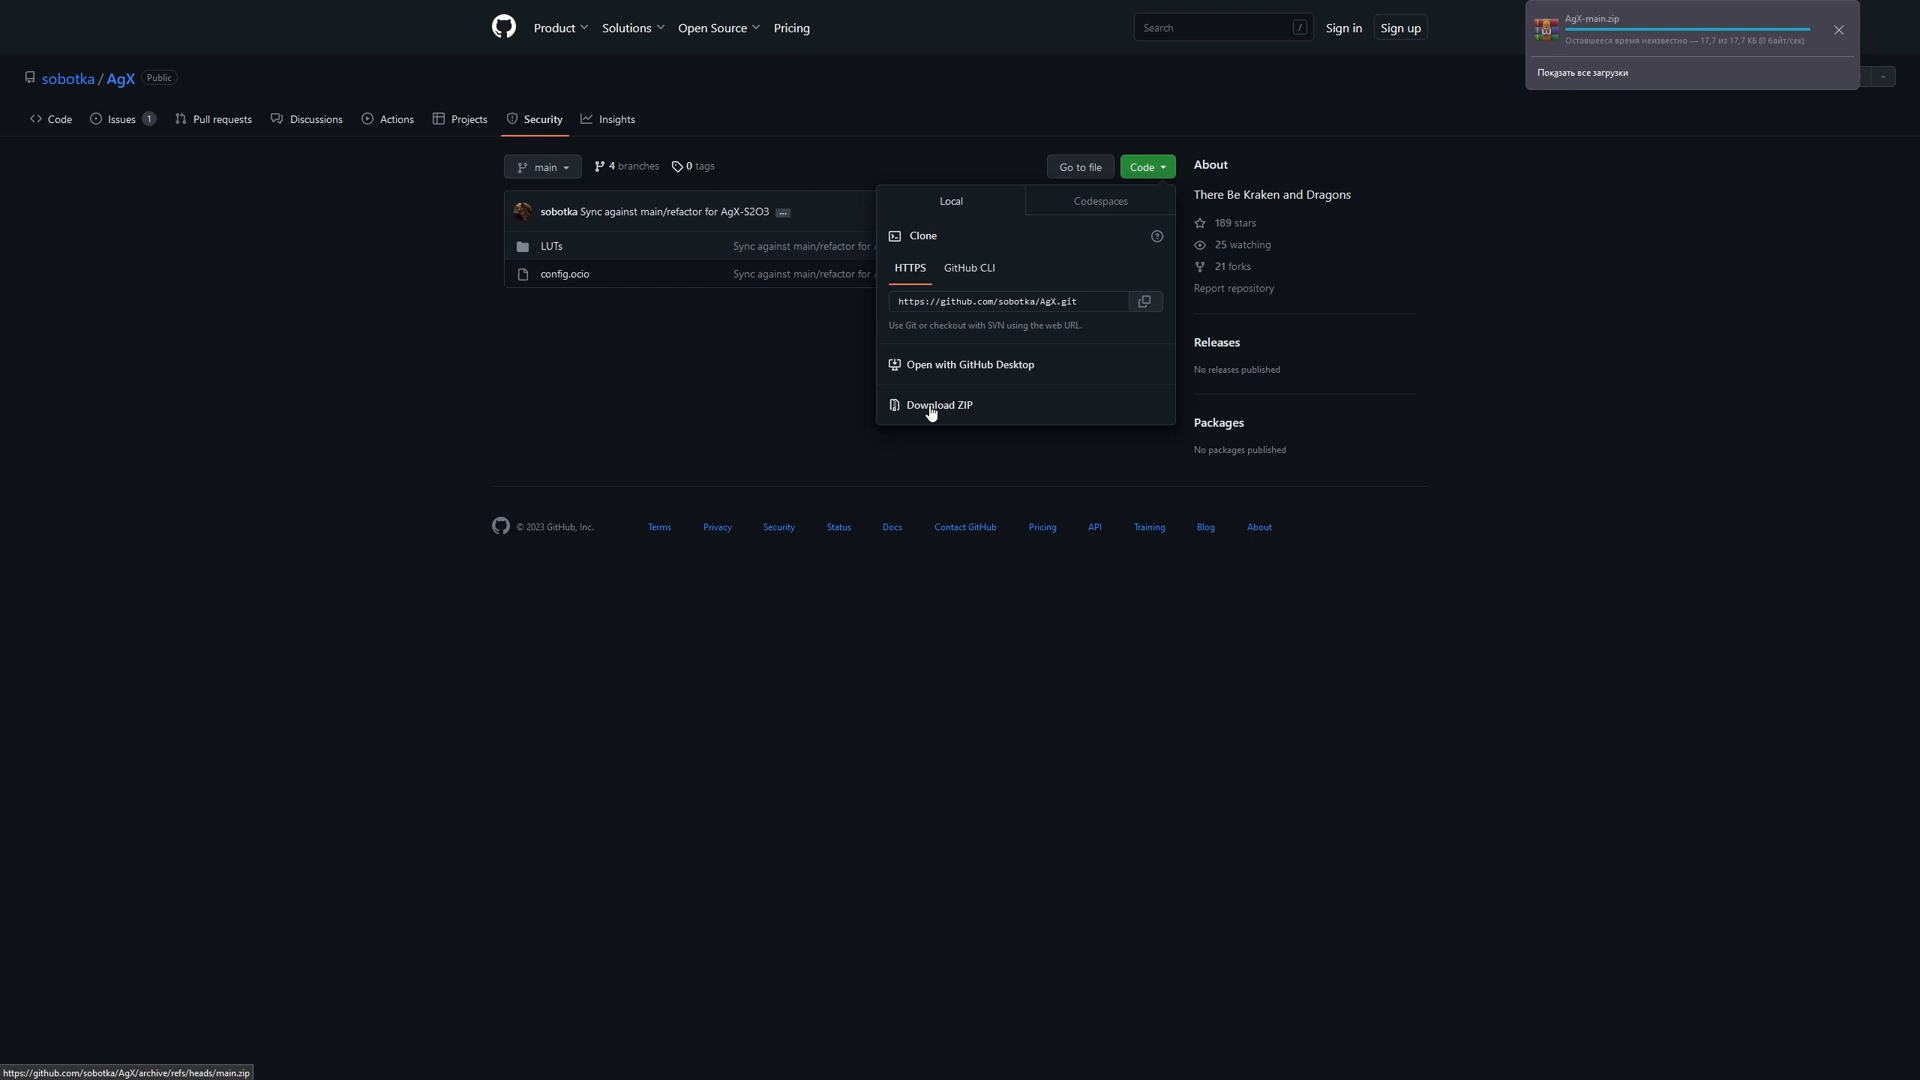 Product Solutions Open Source Pricing
Search /
Sign in Sign up
AgX-main.zip
Оставшееся время неизвестно — 17,7 из 17,7 КБ (0 байт/сек)
Показать все загрузки
sobotka / AgX Public
Code Issues 1 Pull requests Discussions Actions Projects Security Insights
main 4 branches 0 tags
Go to file Code
sobotka Sync against main/refactor for AgX-S2O3 ...
LUTs Sync against main/refactor for
config.ocio Sync against main/refactor for
Local Codespaces
Clone
HTTPS GitHub CLI
https://github.com/sobotka/AgX.git
Use Git or checkout with SVN using the web URL.
Open with GitHub Desktop
Download ZIP
About
There Be Kraken and Dragons
189 stars
25 watching
21 forks
Report repository
Releases
No releases published
Packages
No packages published
© 2023 GitHub, Inc. Terms Privacy Security Status Docs Contact GitHub Pricing API Training Blog About
https://github.com/sobotka/AgX/archive/refs/heads/main.zip